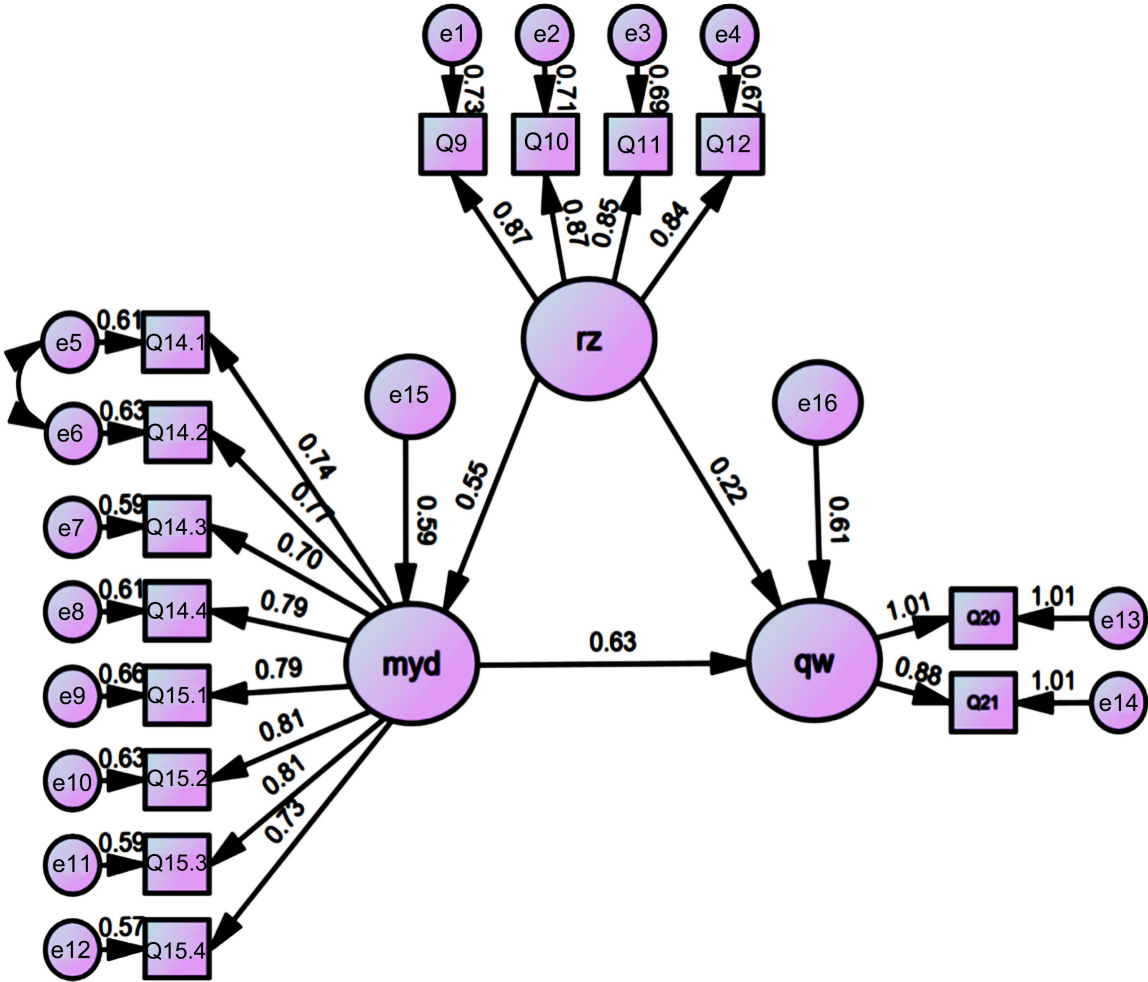 e1 e2 e3 e4
0.73 0.71 0.69 0.67
Q9 Q10 Q11 Q12
0.87 0.87 0.85 0.84
rz
e5 0.61 Q14.1
e6 0.63 Q14.2
e7 0.59 Q14.3
e8 0.61 Q14.4
e9 0.66 Q15.1
e10 0.63 Q15.2
e11 0.59 Q15.3
e12 0.57 Q15.4
0.74
0.77
0.70
0.79
0.79
0.81
0.81
0.73
e15
0.59
0.55
myd
0.63
0.22
e16
0.61
qw
1.01 Q20 1.01 e13
0.88 Q21 1.01 e14